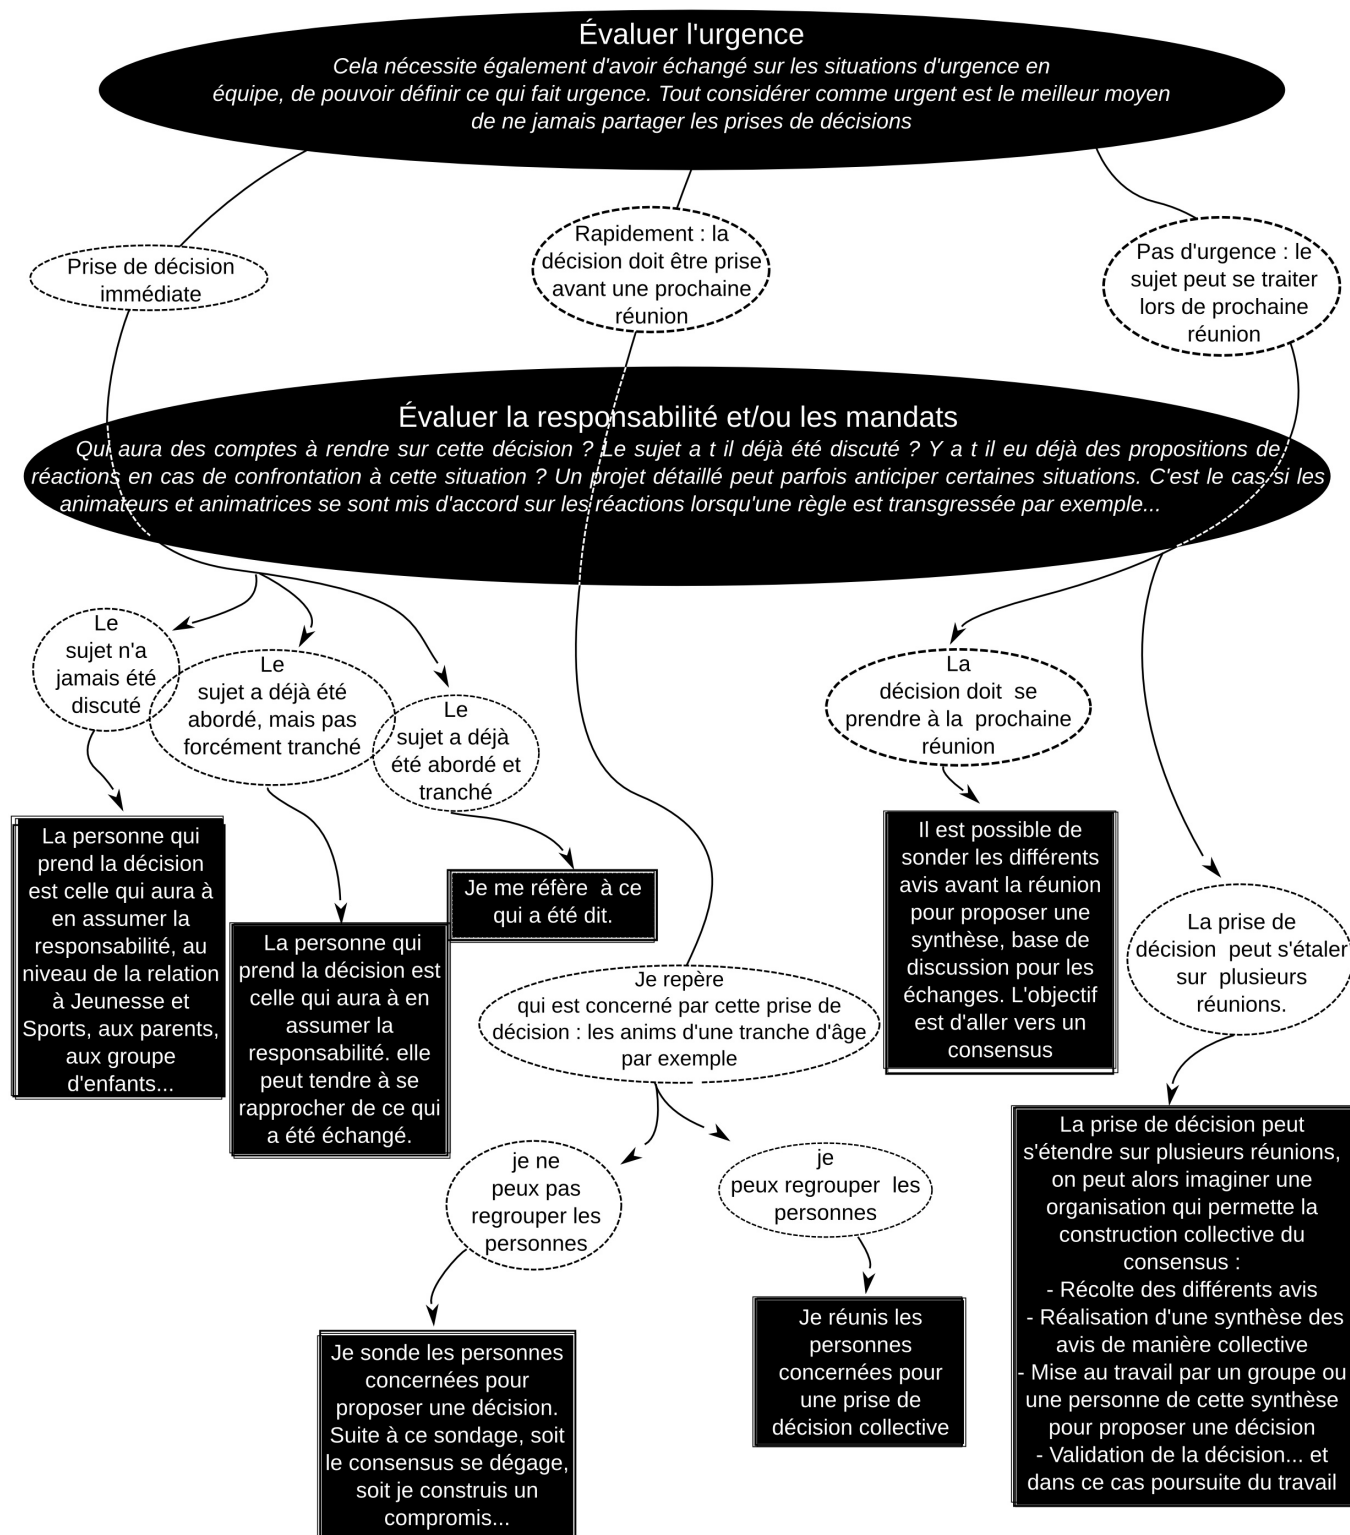 Évaluer l'urgence
Cela nécessite également d'avoir échangé sur les situations d'urgence en
équipe, de pouvoir définir ce qui fait urgence. Tout considérer comme urgent est le meilleur moyen
de ne jamais partager les prises de décisions
Prise de décision
immédiate
Rapidement : la
décision doit être prise
avant une prochaine
réunion
Pas d'urgence : le
sujet peut se traiter
lors de prochaine
réunion
Évaluer la responsabilité et/ou les mandats
Qui aura des comptes à rendre sur cette décision ? Le sujet a t il déjà été discuté ? Y a t il eu déjà des propositions de
réactions en cas de confrontation à cette situation ? Un projet détaillé peut parfois anticiper certaines situations. C'est le cas si les
animateurs et animatrices se sont mis d'accord sur les réactions lorsqu'une règle est transgressée par exemple...
Le
sujet n'a
jamais été
discuté
Le
sujet a déjà été
abordé, mais pas
forcément tranché
Le
sujet a déjà
été abordé et
tranché
La
décision doit se
prendre à la prochaine
réunion
La personne qui
prend la décision
est celle qui aura à
en assumer la
responsabilité, au
niveau de la relation
à Jeunesse et
Sports, aux parents,
aux groupe
d'enfants...
La personne qui
prend la décision est
celle qui aura à en
assumer la
responsabilité. elle
peut tendre à se
rapprocher de ce qui
a été échangé.
Je me réfère à ce
qui a été dit.
Il est possible de
sonder les différents
avis avant la réunion
pour proposer une
synthèse, base de
discussion pour les
échanges. L'objectif
est d'aller vers un
consensus
La prise de
décision peut s'étaler
sur plusieurs
réunions.
Je repère
qui est concerné par cette prise de
décision : les anims d'une tranche d'âge
par exemple
je ne
peux pas
regrouper les
personnes
je
peux regrouper les
personnes
Je sonde les personnes
concernées pour
proposer une décision.
Suite à ce sondage, soit
le consensus se dégage,
soit je construis un
compromis...
Je réunis les
personnes
concernées pour
une prise de
décision collective
La prise de décision peut
s'étendre sur plusieurs réunions,
on peut alors imaginer une
organisation qui permette la
construction collective du
consensus :
- Récolte des différents avis
- Réalisation d'une synthèse des
avis de manière collective
- Mise au travail par un groupe ou
une personne de cette synthèse
pour proposer une décision
- Validation de la décision... et
dans ce cas poursuite du travail